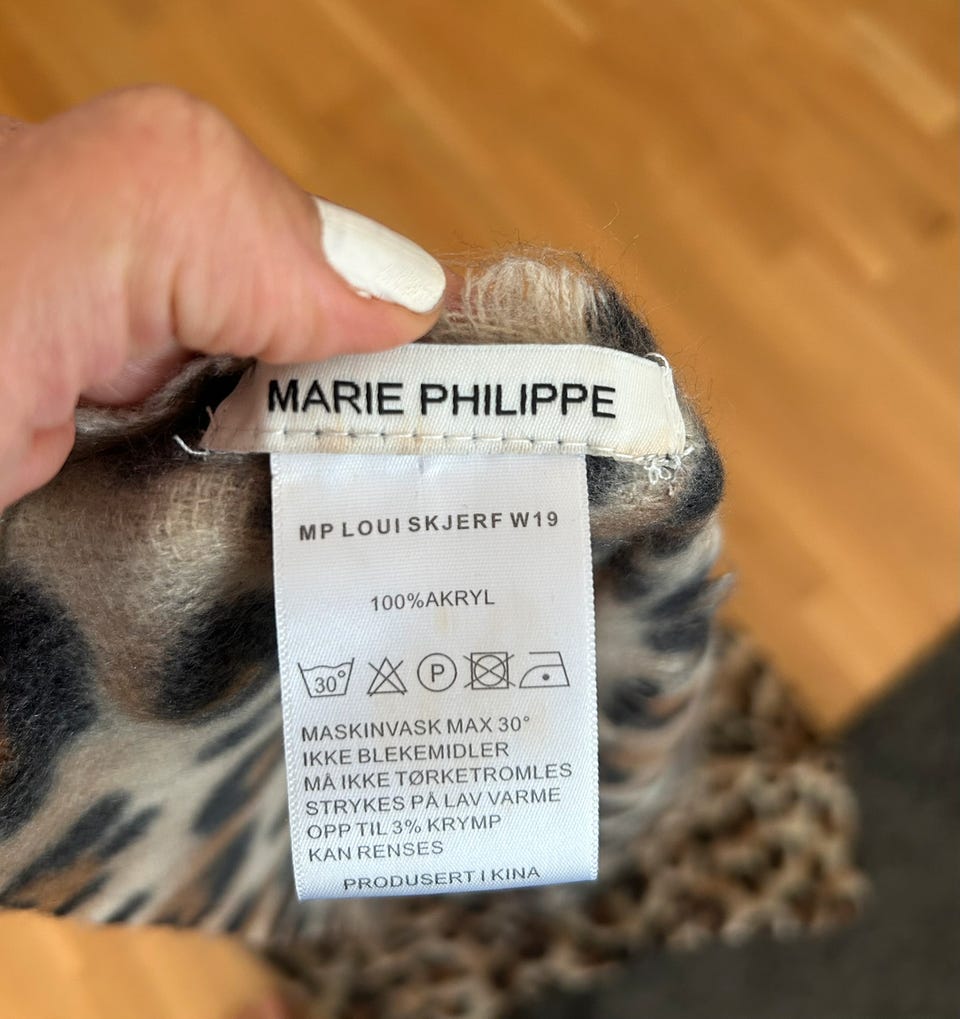 MARIE PHILIPPE
MP LOUI SKJERF W19
100%AKRYL
30° P
MASKINVASK MAX 30°
IKKE BLEKEMIDLER
MÅ IKKE TØRKETROMLES
STRYKES PÅ LAV VARME
OPP TIL 3% KRYMP
KAN RENSES
PRODUSERT I KINA